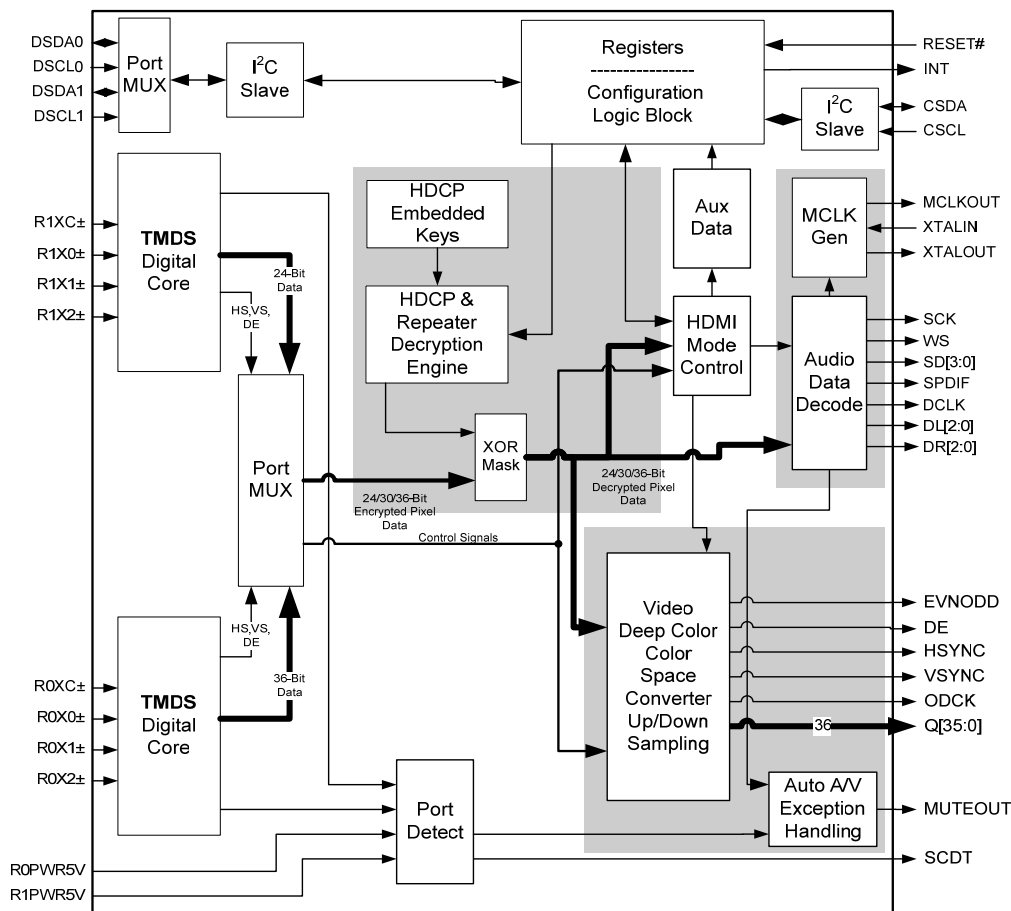 DSDA0
DSCL0
DSDA1
DSCL1
Port
MUX
I²C
Slave
Registers
----------------
Configuration
Logic Block
RESET#
INT
I²C
Slave
CSDA
CSCL
R1XC±
R1X0±
R1X1±
R1X2±
TMDS
Digital
Core
24-Bit
Data
HS,VS,
DE
HDCP
Embedded
Keys
HDCP &
Repeater
Decryption
Engine
XOR
Mask
Aux
Data
HDMI
Mode
Control
MCLK
Gen
MCLKOUT
XTALIN
XTALOUT
Audio
Data
Decode
SCK
WS
SD[3:0]
SPDIF
DCLK
DL[2:0]
DR[2:0]
Port
MUX
24/30/36-Bit
Encrypted Pixel
Data
24/30/36-Bit
Decrypted Pixel
Data
Control Signals
HS,VS,
DE
36-Bit
Data
R0XC±
R0X0±
R0X1±
R0X2±
TMDS
Digital
Core
Video
Deep Color
Color
Space
Converter
Up/Down
Sampling
EVNODD
DE
HSYNC
VSYNC
ODCK
36
Q[35:0]
Port
Detect
Auto A/V
Exception
Handling
MUTEOUT
SCDT
R0PWR5V
R1PWR5V